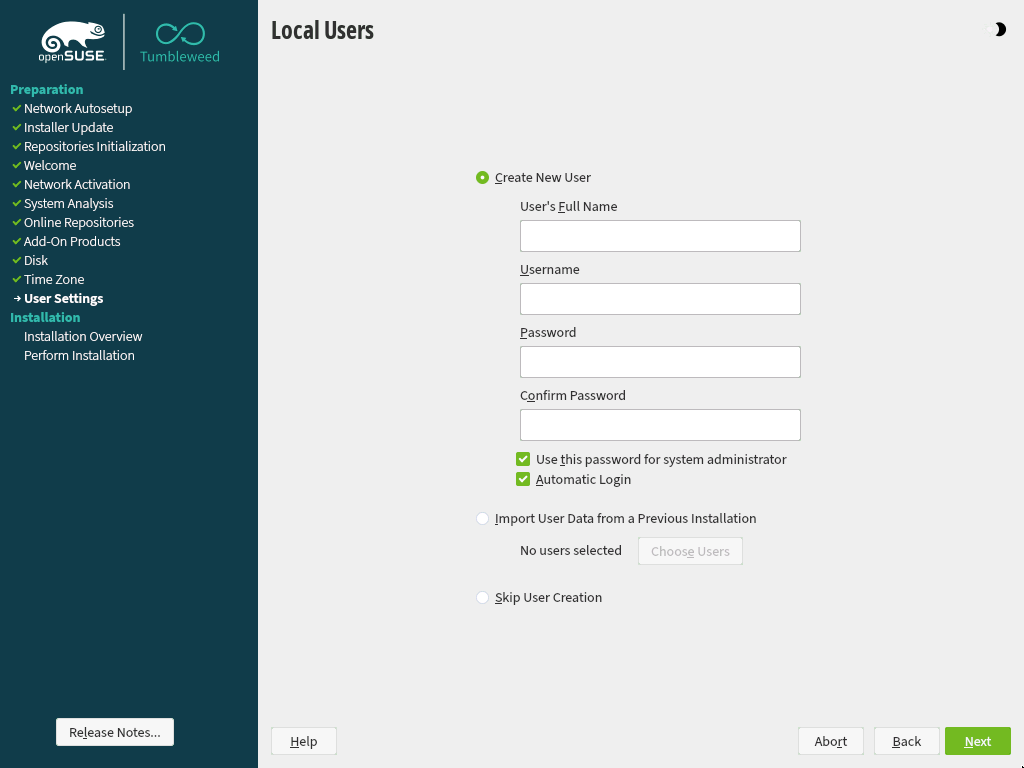 openSUSE
Tumbleweed
Preparation
Network Autosetup
Installer Update
Repositories Initialization
Welcome
Network Activation
System Analysis
Online Repositories
Add-On Products
Disk
Time Zone
User Settings
Installation
Installation Overview
Perform Installation
Release Notes...
Local Users
Create New User
User's Full Name
Username
Password
Confirm Password
Use this password for system administrator
Automatic Login
Import User Data from a Previous Installation
No users selected Choose Users
Skip User Creation
Help Abort Back Next